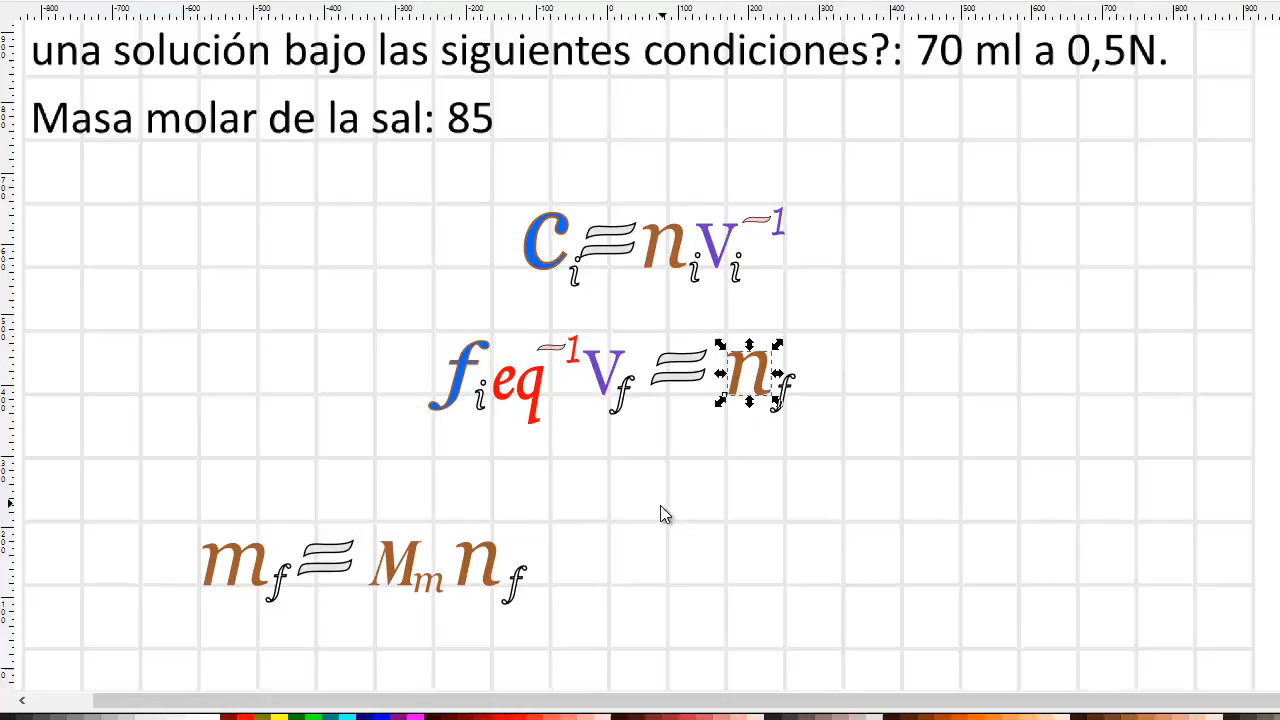 una solución bajo las siguientes condiciones?: 70 ml a 0,5N.
Masa molar de la sal: 85
c_i = n_i V_i^-1
f_i eq^-1 V_f = n_f
m_f = M_m n_f